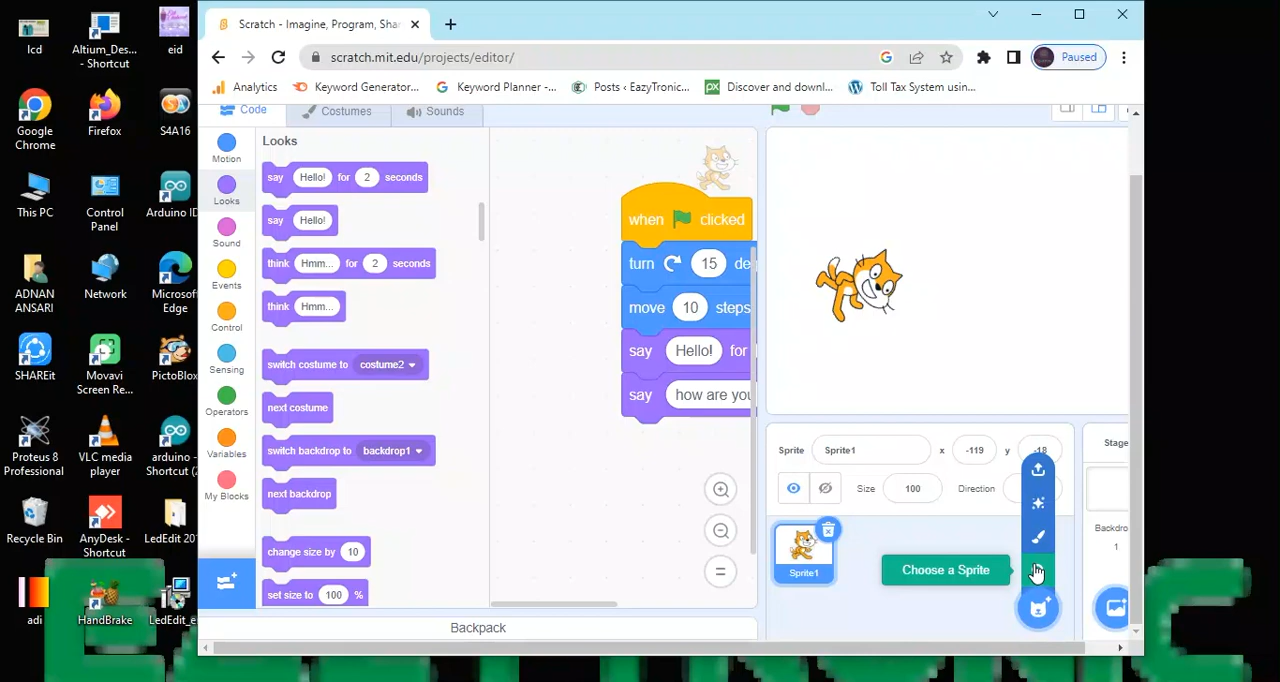 lcd
Altium_Des...
- Shortcut
eid
Google
Chrome
Firefox
S4A16
This PC
Control
Panel
Arduino ID
ADNAN
ANSARI
Network
Microsof
Edge
SHAREit
Movavi
Screen Re...
PictoBlox
Proteus 8
Professional
VLC media
player
arduino -
Shortcut (2
Recycle Bin
AnyDesk -
Shortcut
LedEdit 20
adi
HandBrake
LedEdit_e
Scratch - Imagine, Program, Shar
scratch.mit.edu/projects/editor/
Paused
Analytics
Keyword Generator...
Keyword Planner -...
Posts ‹ EazyTronic...
Discover and downl...
Toll Tax System usin...
Code
Costumes
Sounds
Motion
Looks
Sound
Events
Control
Sensing
Operators
Variables
My Blocks
Looks
say Hello! for 2 seconds
say Hello!
think Hmm... for 2 seconds
think Hmm...
switch costume to costume2
next costume
switch backdrop to backdrop1
next backdrop
change size by 10
set size to 100 %
when clicked
turn 15 de
move 10 steps
say Hello! for
say how are you
Backpack
Sprite Sprite1 x -119 y -18
Size 100 Direction
Sprite1
Choose a Sprite
Stage
Backdro
1